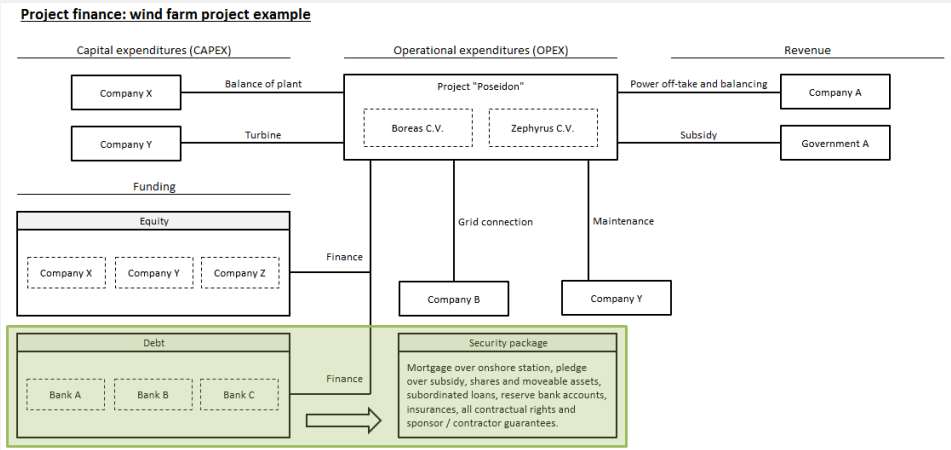 Project finance: wind farm project example
Capital expenditures (CAPEX)
Operational expenditures (OPEX)
Revenue
Company X
Balance of plant
Project "Poseidon"
Power off-take and balancing
Company A
Boreas C.V.
Zephyrus C.V.
Company Y
Turbine
Subsidy
Government A
Funding
Equity
Grid connection
Maintenance
Finance
Company X
Company Y
Company Z
Company B
Company Y
Debt
Security package
Finance
Bank A
Bank B
Bank C
Mortgage over onshore station, pledge
over subsidy, shares and moveable assets,
subordinated loans, reserve bank accounts,
insurances, all contractual rights and
sponsor / contractor guarantees.